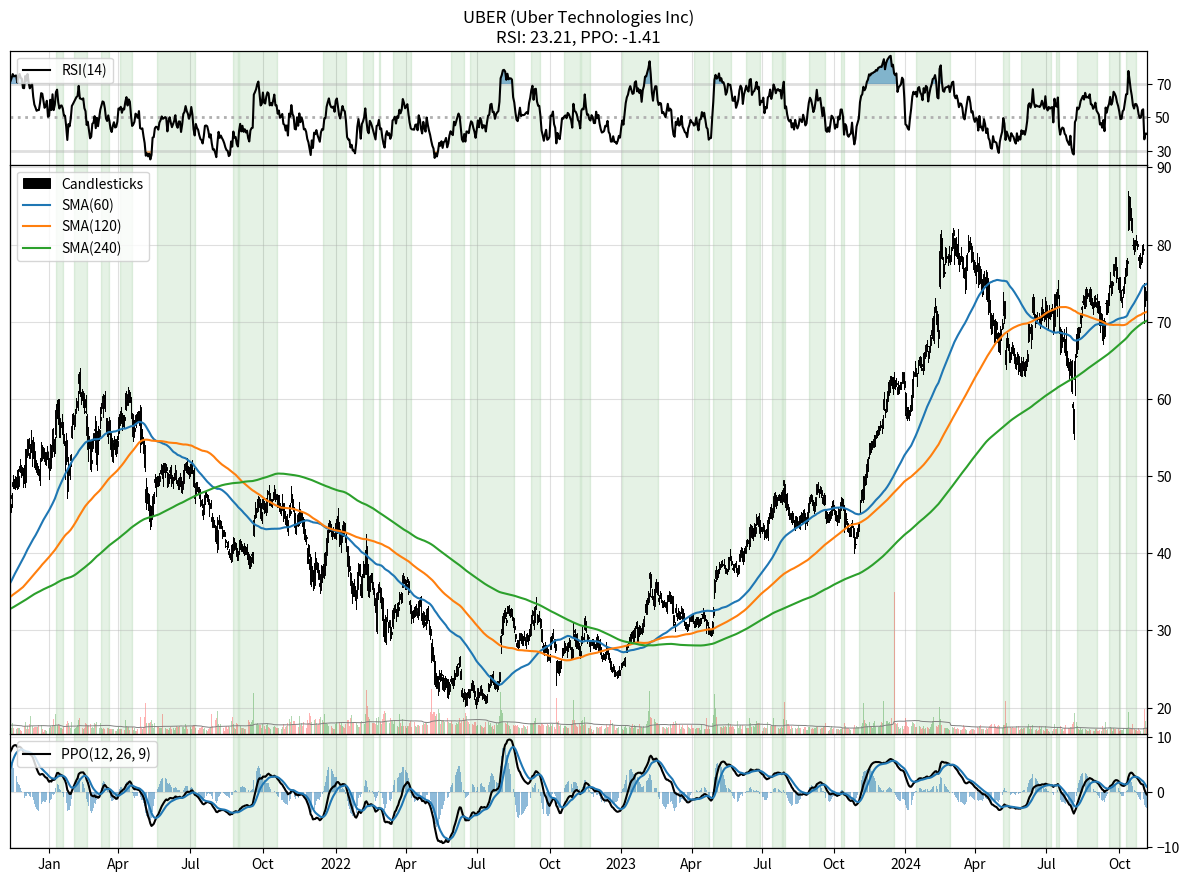 UBER (Uber Technologies Inc)
RSI: 23.21, PPO: -1.41
RSI(14)
70
50
30
90
Candlesticks
SMA(60)
SMA(120)
SMA(240)
80
70
60
50
40
30
20
PPO(12, 26, 9)
10
0
−10
Jan Apr Jul Oct 2022 Apr Jul Oct 2023 Apr Jul Oct 2024 Apr Jul Oct